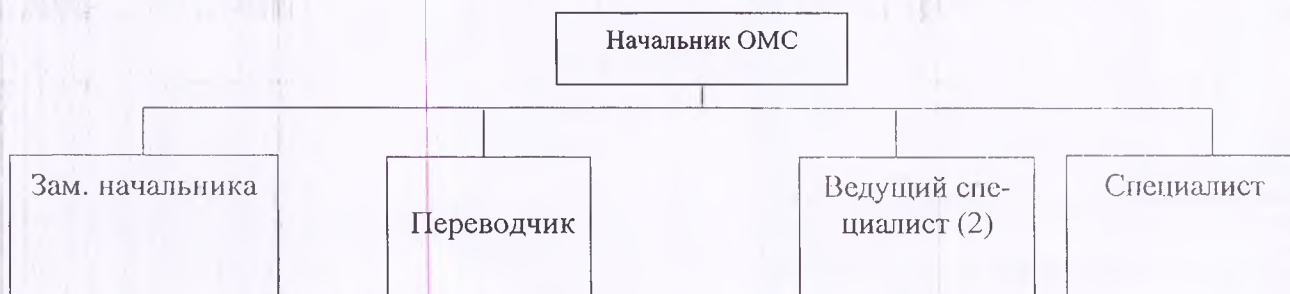 Начальник ОМС
Зам. начальника
Переводчик
Ведущий спе-
циалист (2)
Специалист